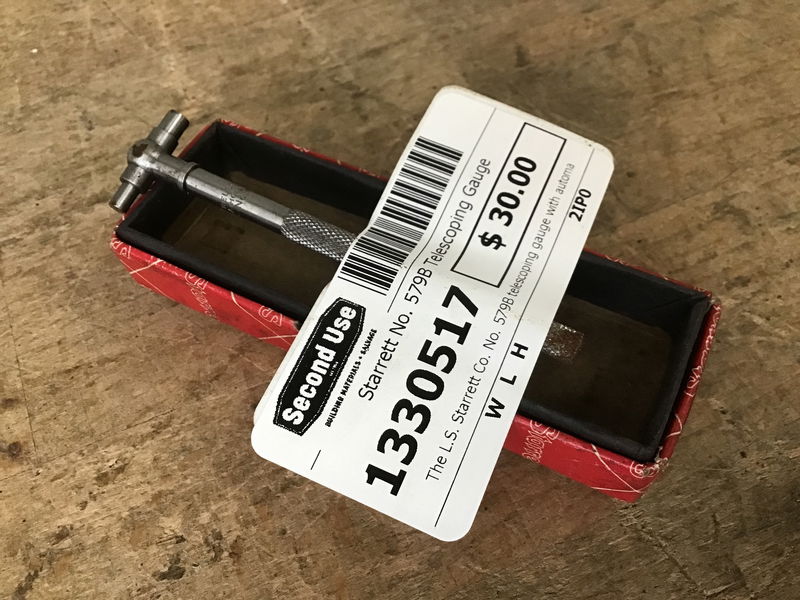 Second Use
BUILDING MATERIALS • SALVAGE
Starrett No. 579B Telescoping Gauge
1330517
$ 30.00
The L.S. Starrett Co. No. 579B telescoping gauge with automa
W L H
2IP0